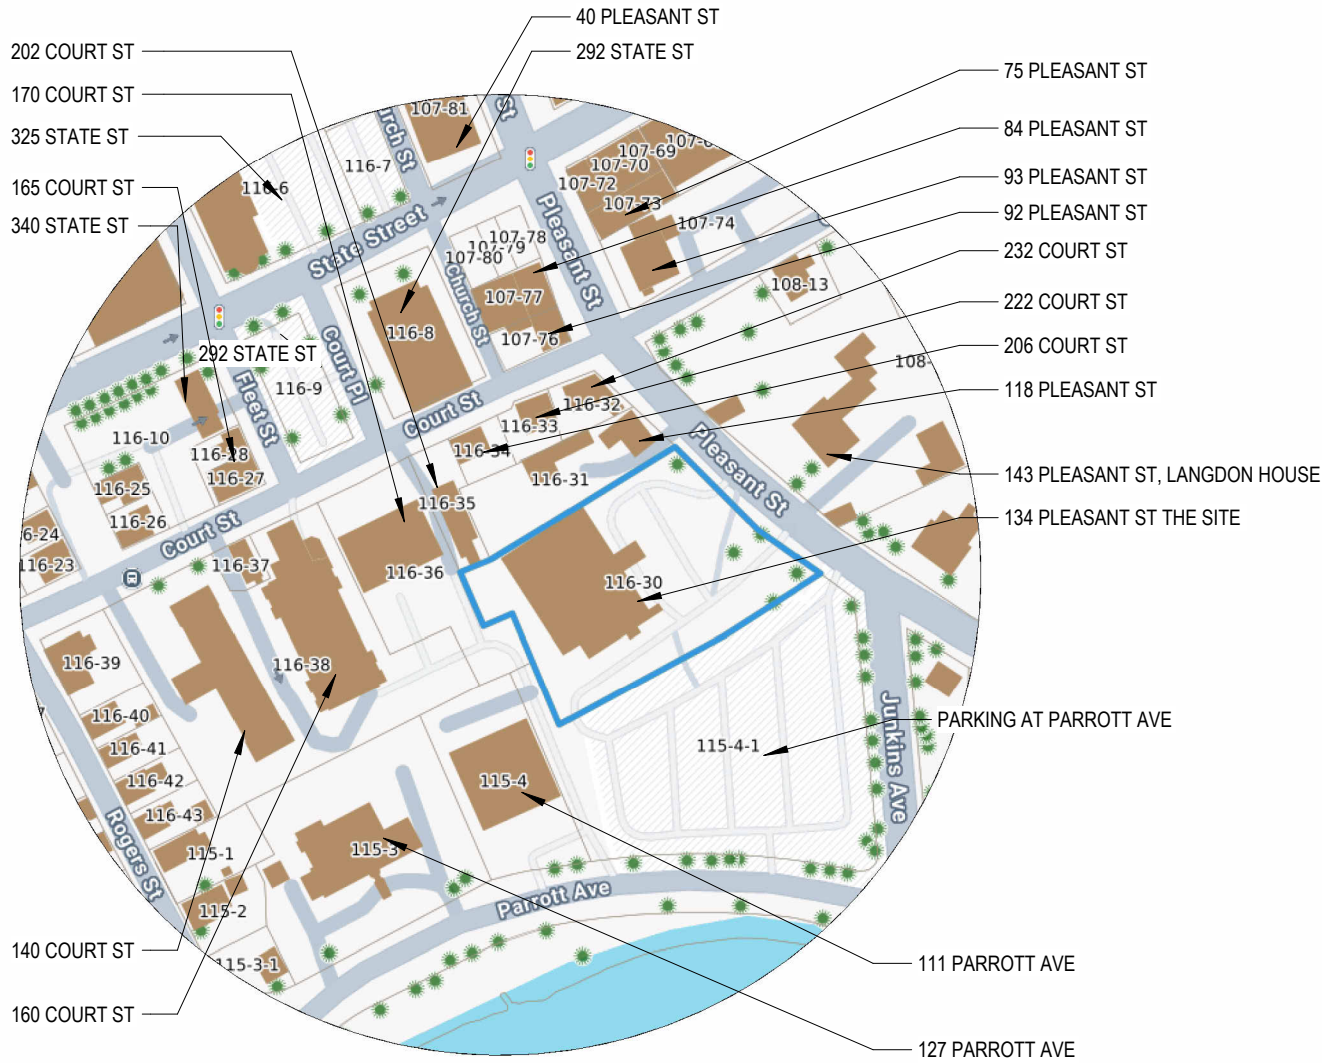 40 PLEASANT ST
292 STATE ST
202 COURT ST
170 COURT ST
325 STATE ST
165 COURT ST
340 STATE ST
75 PLEASANT ST
84 PLEASANT ST
93 PLEASANT ST
92 PLEASANT ST
232 COURT ST
222 COURT ST
206 COURT ST
118 PLEASANT ST
143 PLEASANT ST, LANGDON HOUSE
134 PLEASANT ST THE SITE
PARKING AT PARROTT AVE
111 PARROTT AVE
127 PARROTT AVE
140 COURT ST
160 COURT ST
107-81
St
116-7
116-6
107-69
107-70
107-72
107-73
107-74
State Street
Pleasant St
107-78
107-79
107-80
Church St
108-13
107-77
107-76
116-8
292 STATE ST
Court Pl
116-9
Fleet St
Court St
116-32
116-33
116-34
116-31
Pleasant St
116-10
116-28
116-27
116-25
116-26
116-35
Court St
116-23
116-37
116-36
116-30
116-38
116-39
116-40
116-41
116-42
116-43
115-4-1
Junkins Ave
115-4
115-3
115-1
Rogers St
115-2
Parrott Ave
115-3-1